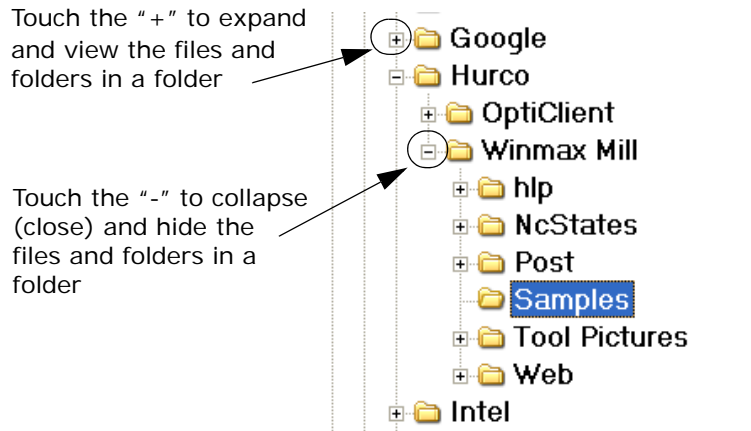 Touch the “+” to expand
and view the files and
folders in a folder
Touch the “-” to collapse
(close) and hide the
files and folders in a
folder
Google
Hurco
OptiClient
Winmax Mill
hlp
NcStates
Post
Samples
Tool Pictures
Web
Intel